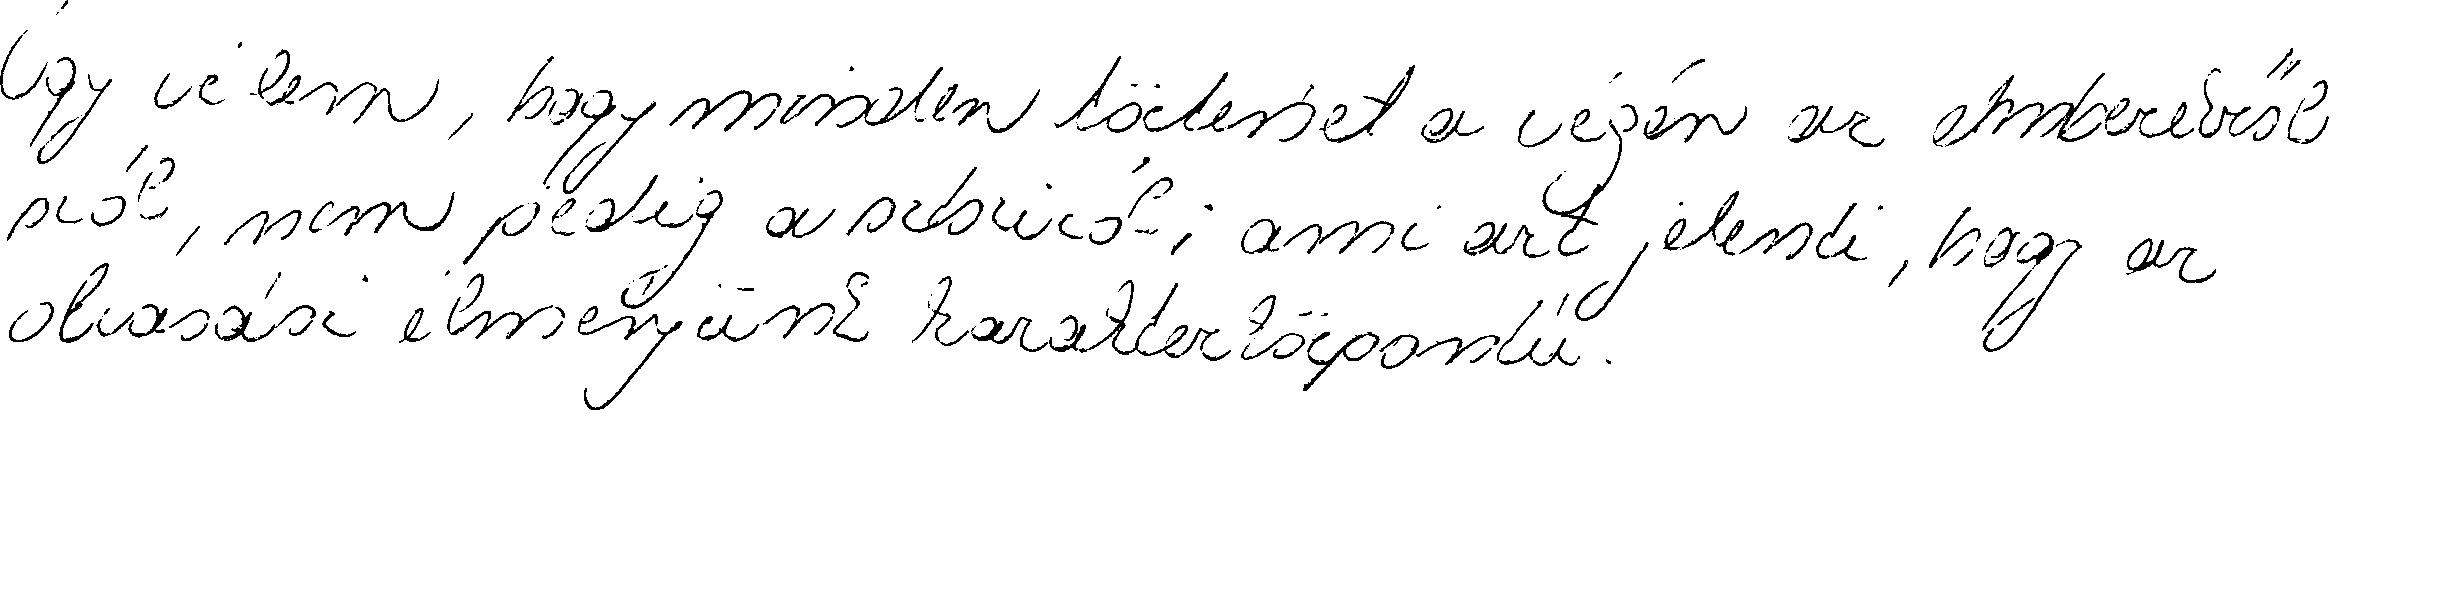 Úgy vélem, hogy minden történet a végén az emberekről
szól, nem pedig a sztoriról; ami azt jelenti, hogy az
olvasási élményünk karakterközpontú.